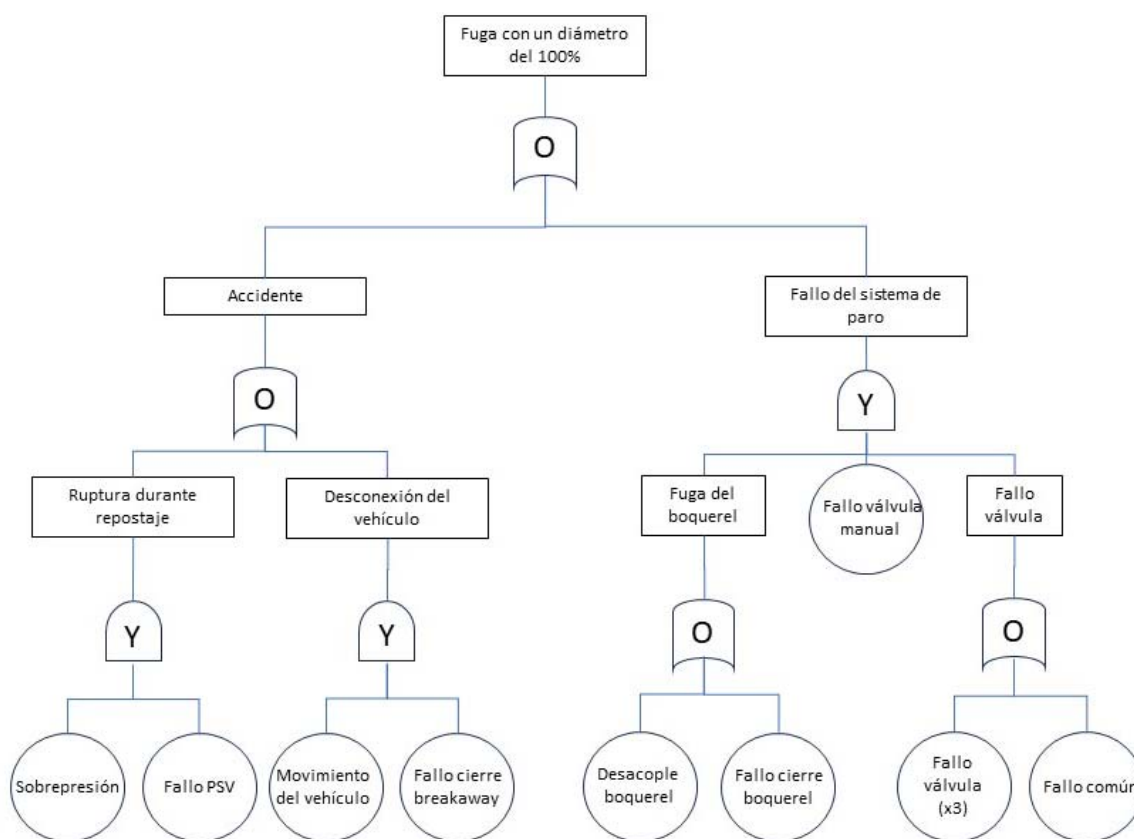 Fuga con un diámetro
del 100%
O
Accidente
Fallo del sistema de
paro
O
Y
Ruptura durante
repostaje
Desconexión del
vehículo
Fuga del
boquerel
Fallo válvula
manual
Fallo
válvula
Y
Y
O
O
Sobrepresión
Fallo PSV
Movimiento
del vehículo
Fallo cierre
breakaway
Desacople
boquerel
Fallo cierre
boquerel
Fallo
válvula
(x3)
Fallo común